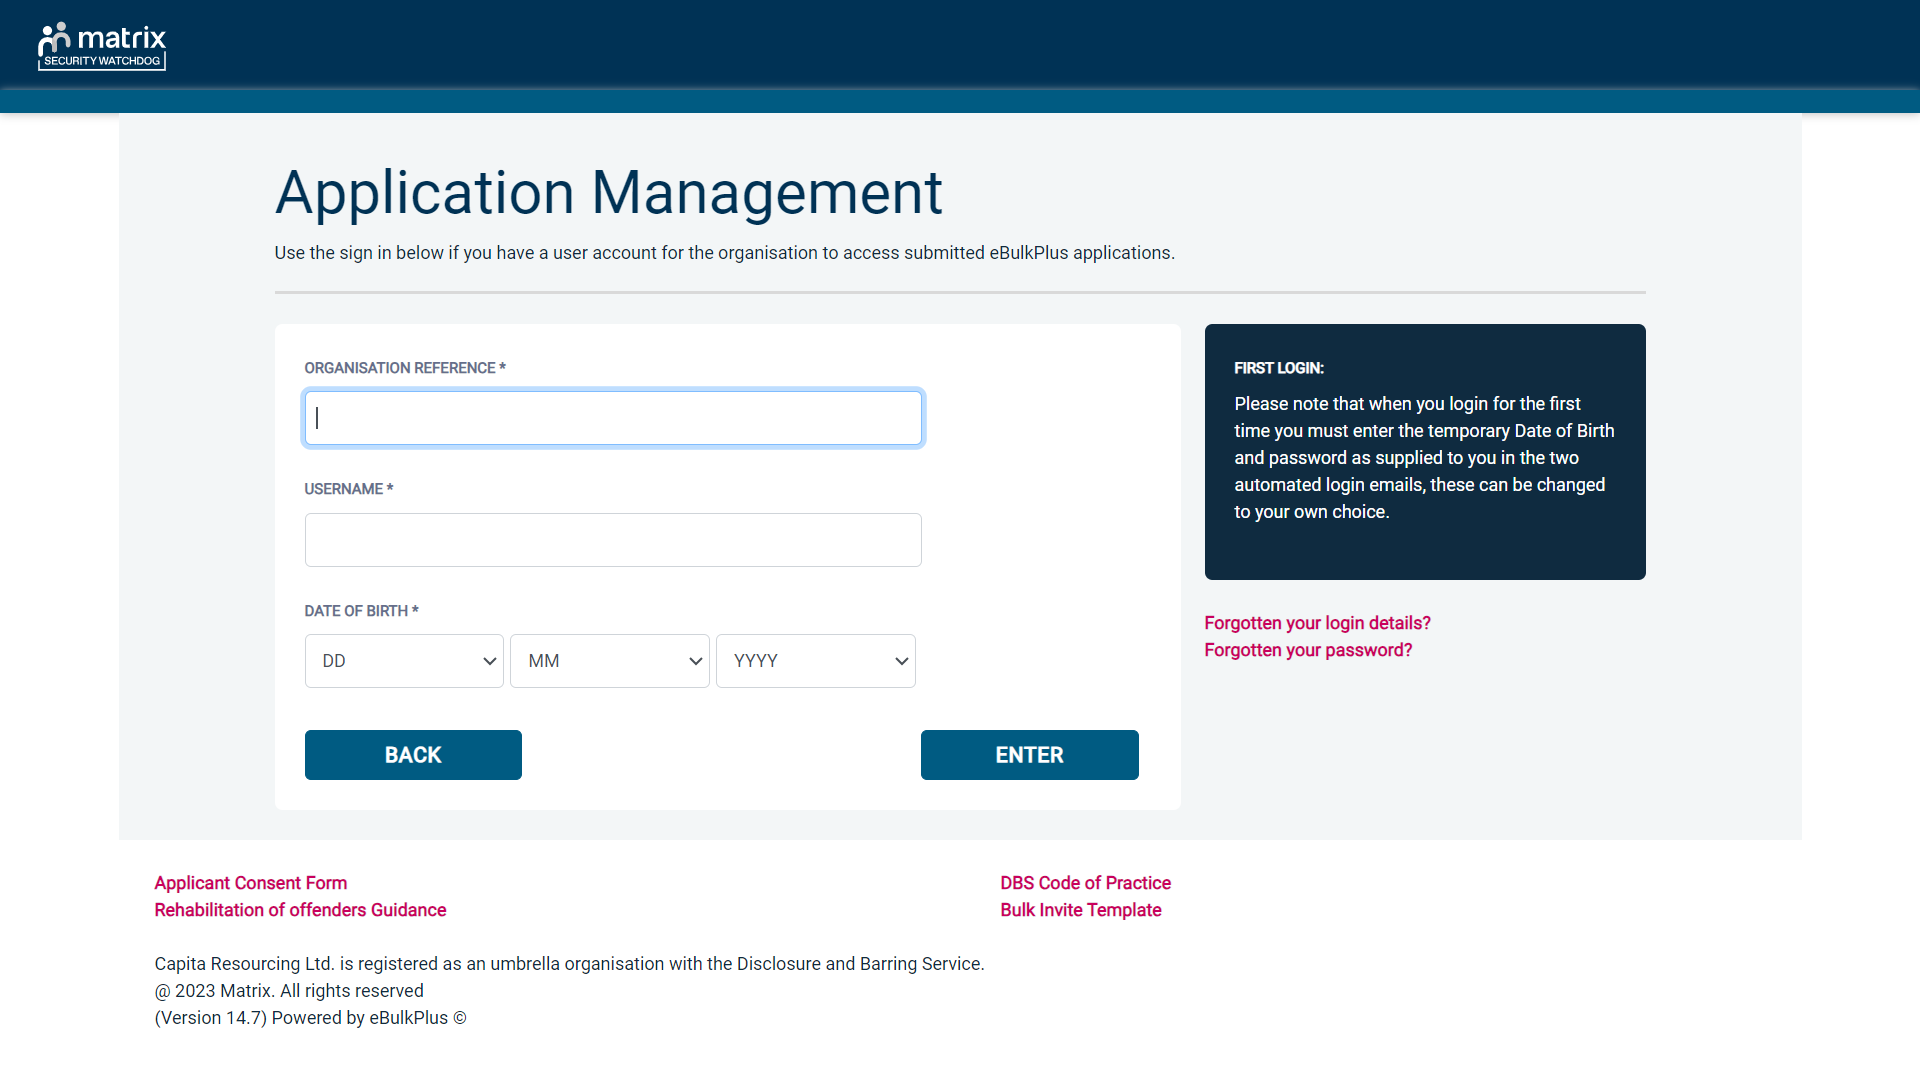 matrix
SECURITY WATCHDOG
Application Management
Use the sign in below if you have a user account for the organisation to access submitted eBulkPlus applications.
ORGANISATION REFERENCE *
USERNAME *
DATE OF BIRTH *
DD MM YYYY
BACK ENTER
FIRST LOGIN:
Please note that when you login for the first
time you must enter the temporary Date of Birth
and password as supplied to you in the two
automated login emails, these can be changed
to your own choice.
Forgotten your login details?
Forgotten your password?
Applicant Consent Form
Rehabilitation of offenders Guidance
DBS Code of Practice
Bulk Invite Template
Capita Resourcing Ltd. is registered as an umbrella organisation with the Disclosure and Barring Service.
@ 2023 Matrix. All rights reserved
(Version 14.7) Powered by eBulkPlus ©